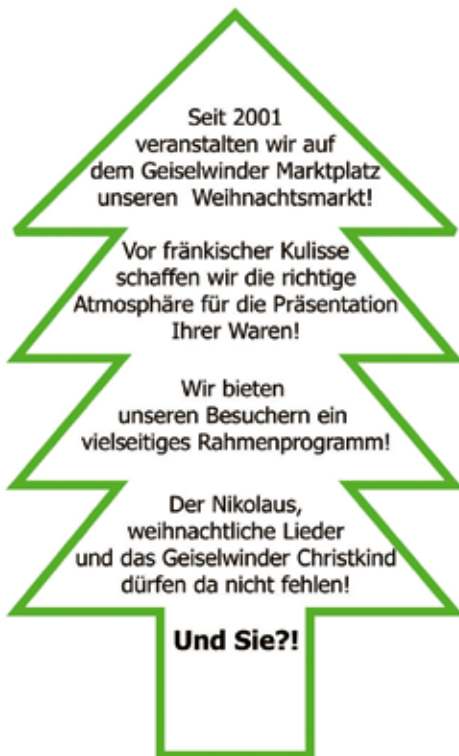 Seit 2001
veranstalten wir auf
dem Geiselwinder Marktplatz
unseren Weihnachtsmarkt!
Vor fränkischer Kulisse
schaffen wir die richtige
Atmosphäre für die Präsentation
Ihrer Waren!
Wir bieten
unseren Besuchern ein
vielseitiges Rahmenprogramm!
Der Nikolaus,
weihnachtliche Lieder
und das Geiselwinder Christkind
dürfen da nicht fehlen!
Und Sie?!